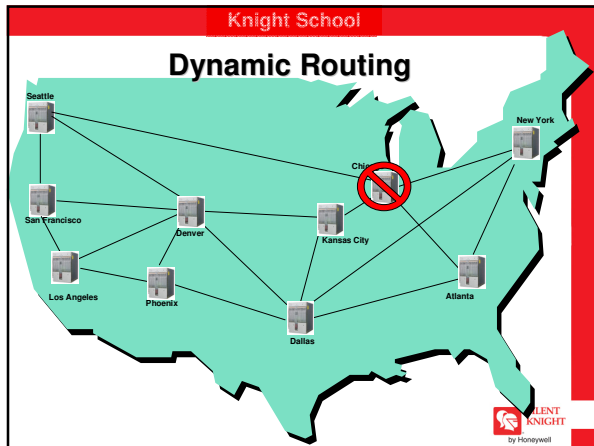 Knight School
Dynamic Routing
Seattle
New York
San Francisco
Denver
Kansas City
Los Angeles
Phoenix
Atlanta
Dallas
KNIGHT
by Honeywell